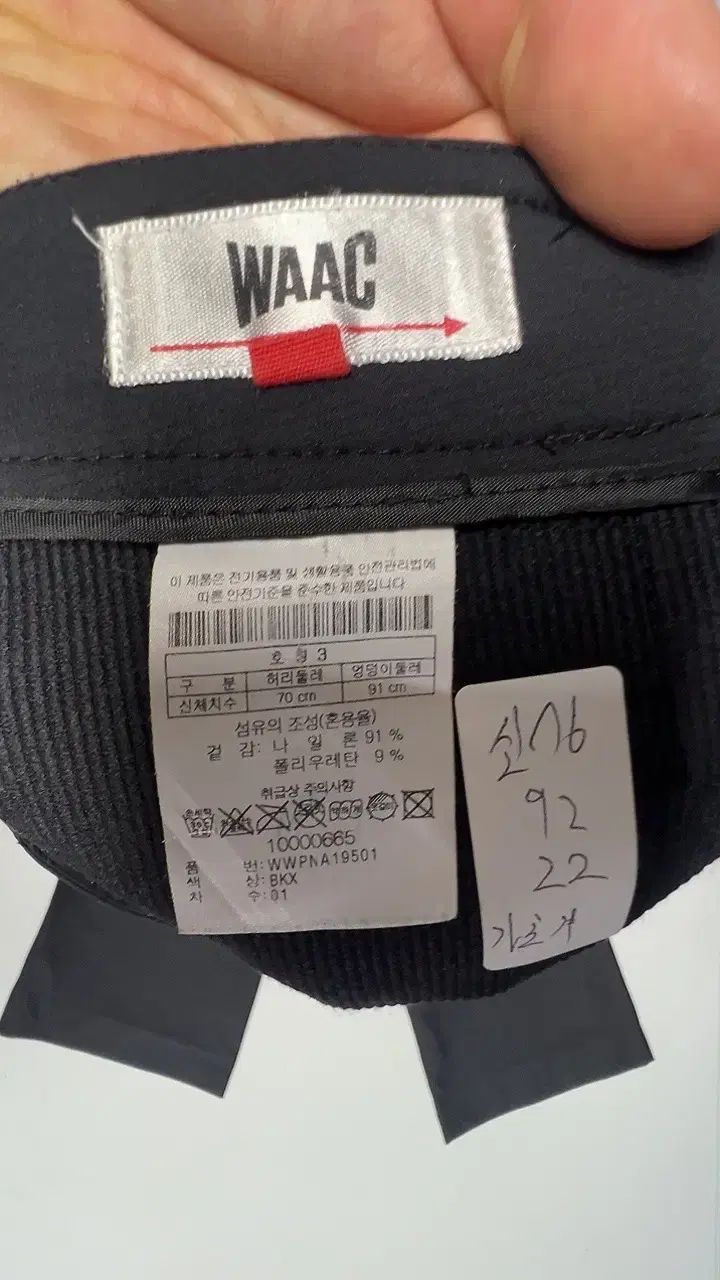 WAAC
이 제품은 전기용품 및 생활용품 안전관리법에
따른 안전기준을 준수한 제품입니다
호 칭 3
구 분 허리둘레 엉덩이둘레
신체치수 70 cm 91 cm
섬유의 조성(혼용율)
겉 감: 나 일 론 91 %
폴리우레탄 9 %
취급상 주의사항
10000665
품 번: WWPNA19501
색 상: BKX
차 수: 01
92
22